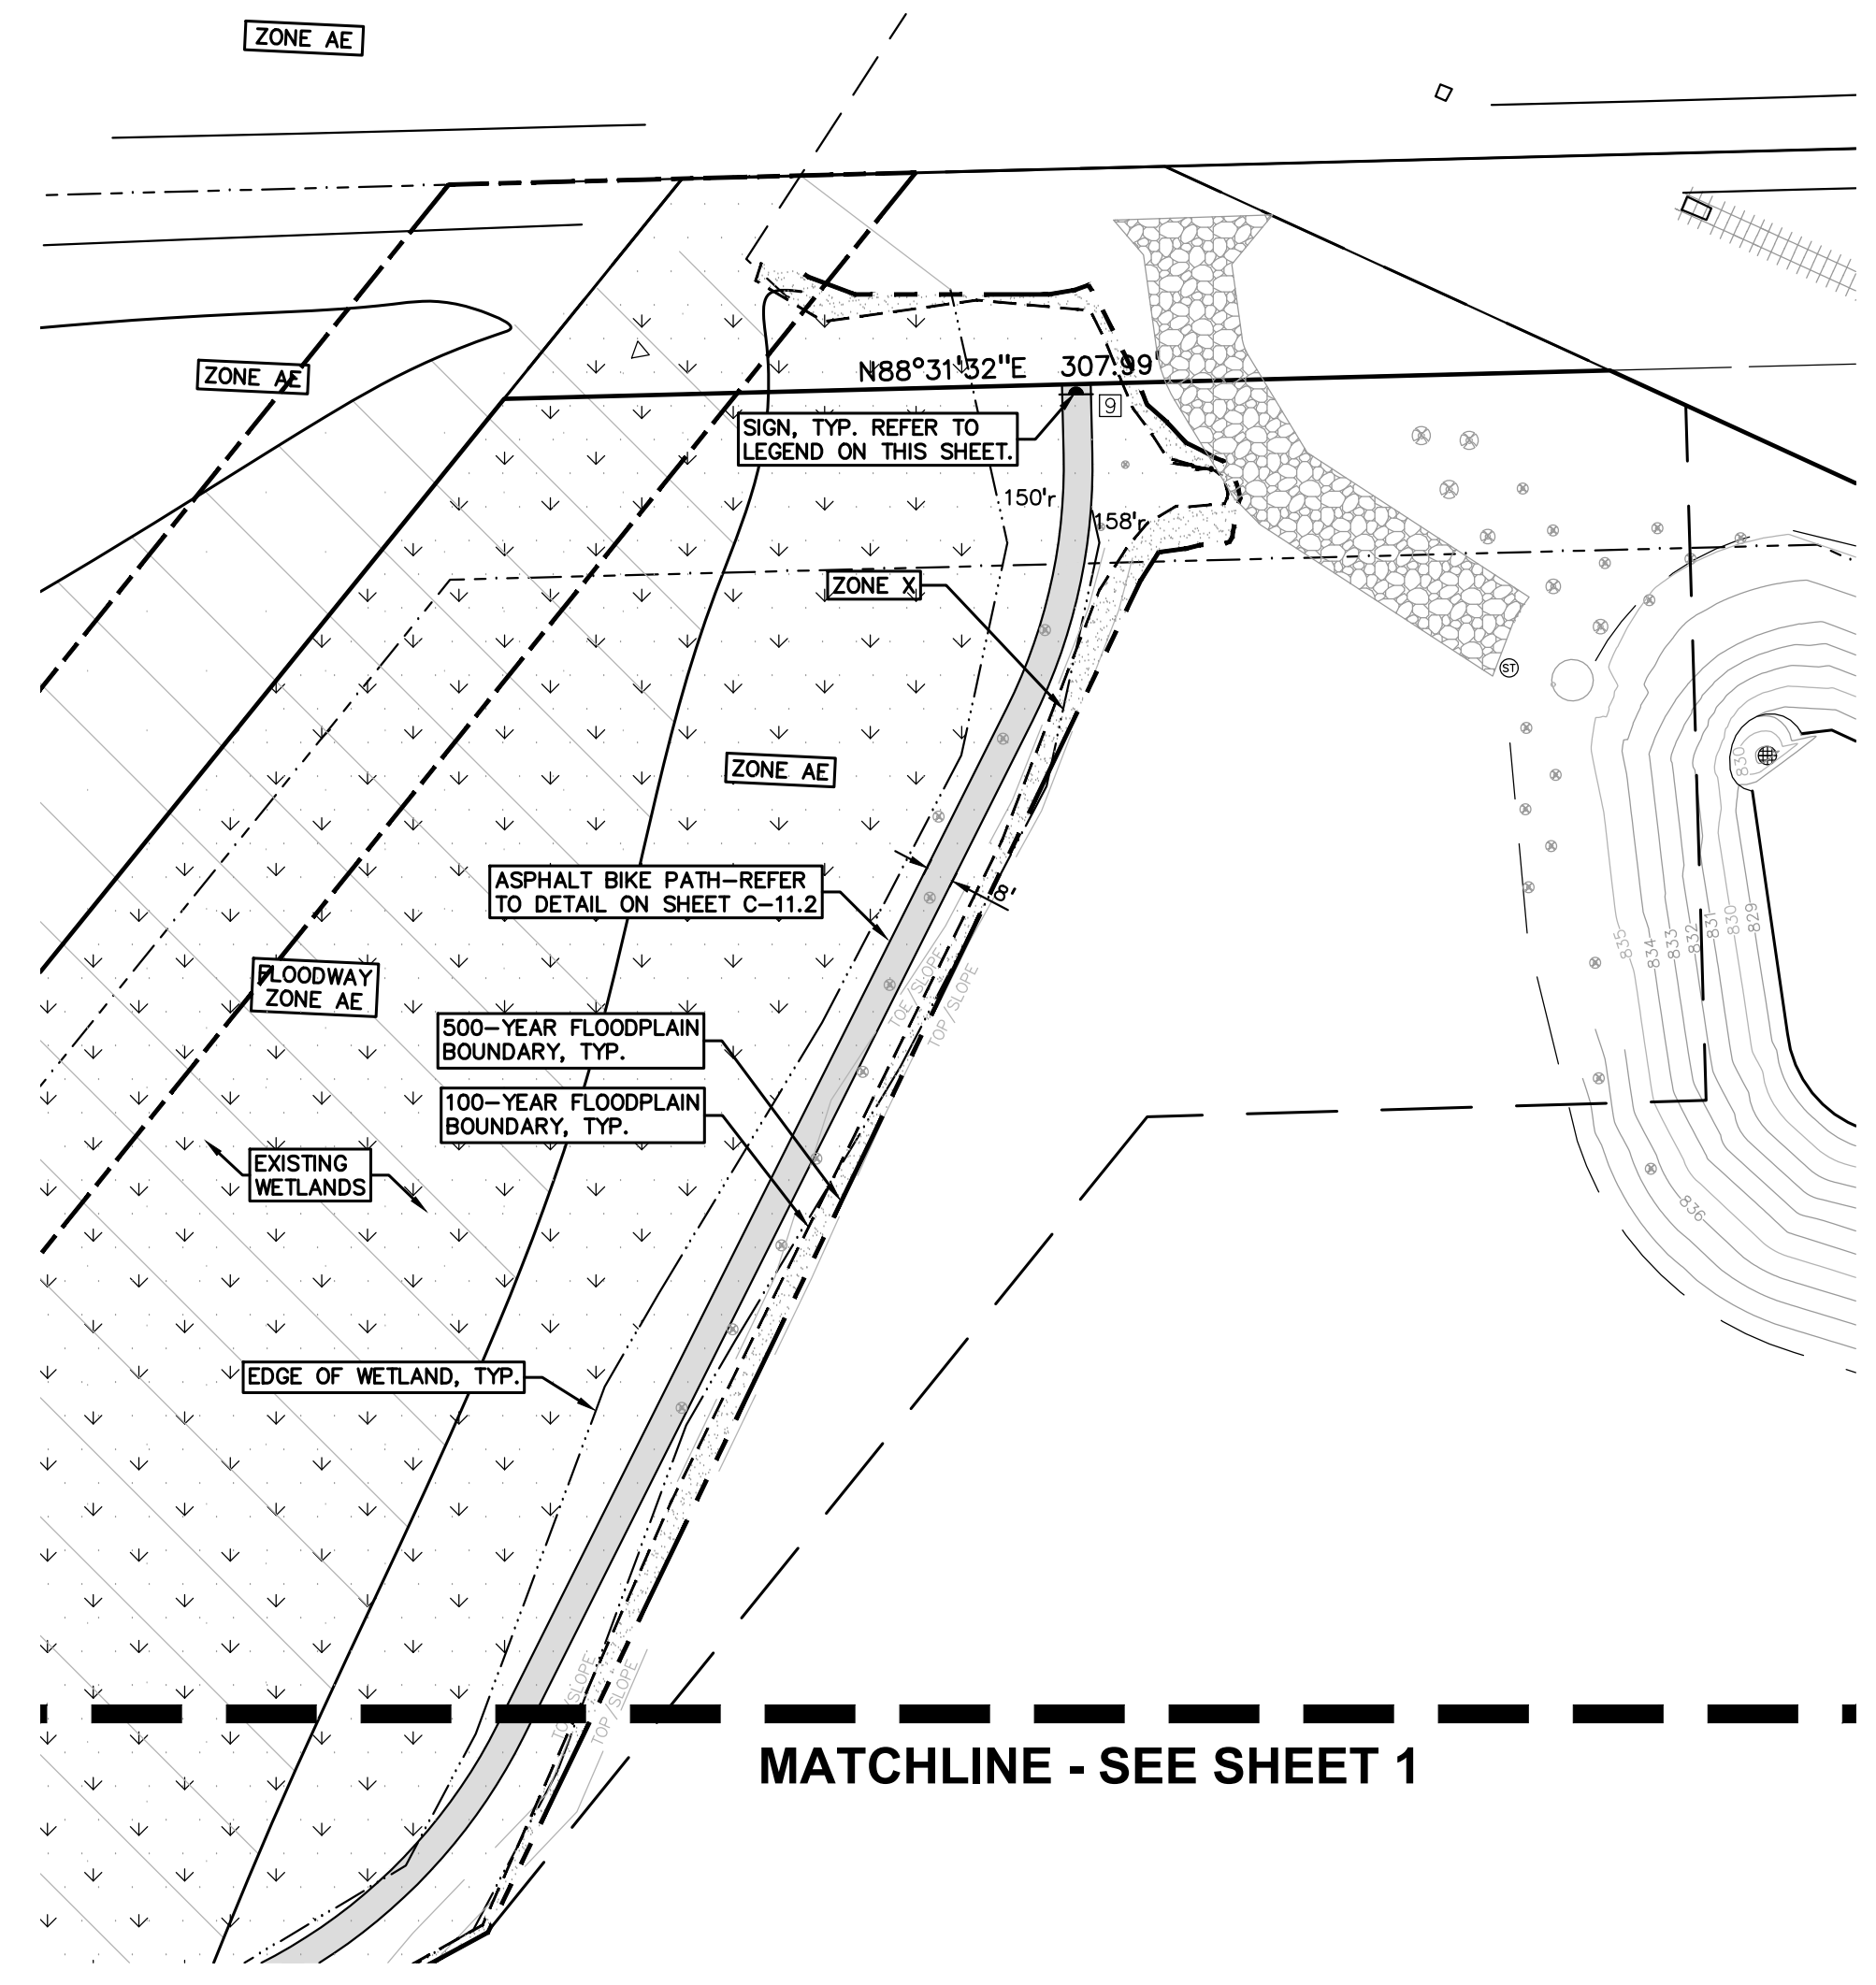 ZONE AE
ZONE AE
N88°31'32"E 307.99'
9
SIGN, TYP. REFER TO
LEGEND ON THIS SHEET.
150'r
158'r
ZONE X
ST
ZONE AE
830
ASPHALT BIKE PATH-REFER
TO DETAIL ON SHEET C-11.2
8'
835
834
833
832
831
830
829
FLOODWAY
ZONE AE
TOE/SLOPE
TOP/SLOPE
500-YEAR FLOODPLAIN
BOUNDARY, TYP.
100-YEAR FLOODPLAIN
BOUNDARY, TYP.
EXISTING
WETLANDS
836
EDGE OF WETLAND, TYP.
TOE/SLOPE
TOP/SLOPE
MATCHLINE - SEE SHEET 1